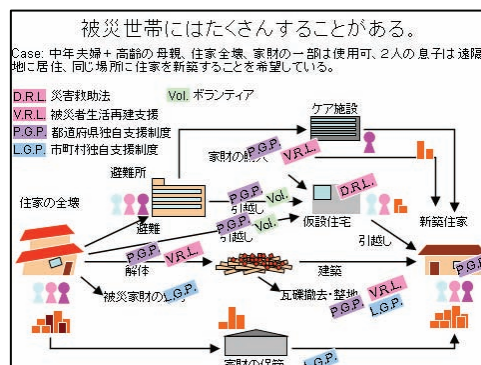 被災世帯にはたくさんすることがある。
Case: 中年夫婦+高齢の母親、住家全壊、家財の一部は使用可、2人の息子は遠隔
地に居住、同じ場所に住家を新築することを希望している。
D.R.L. 災害救助法
Vol. ボランティア
V.R.L. 被災者生活再建支援
P.G.P. 都道府県独自支援制度
L.G.P. 市町村独自支援制度
ケア施設
家財の
P.G.P.
V.R.L.
避難所
住家の全壊
避難
P.G.P.
Vol.
引越し
D.R.L.
P.G.P.
Vol.
引越し
仮設住宅
新築住家
引越し
P.G.P.
V.R.L.
解体
建築
P.G.P.
被災家財の
L.G.P.
瓦礫撤去・整地
V.R.L.
P.G.P.
L.G.P.
家財の保管
L.G.P.